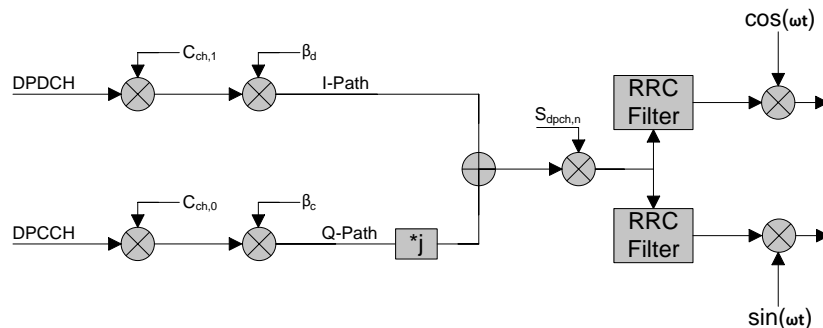 cos(ωt)
C_ch,1
β_d
DPDCH
I-Path
RRC
Filter
S_dpch,n
C_ch,0
β_c
DPCCH
Q-Path
*j
RRC
Filter
sin(ωt)